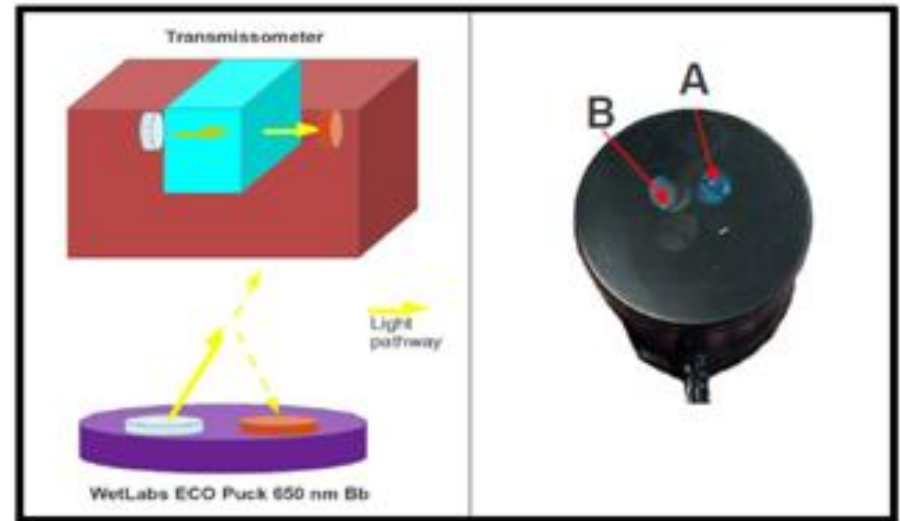 Transmissometer
A
B
Light
pathway
WetLabs ECO Puck 650 nm Bb